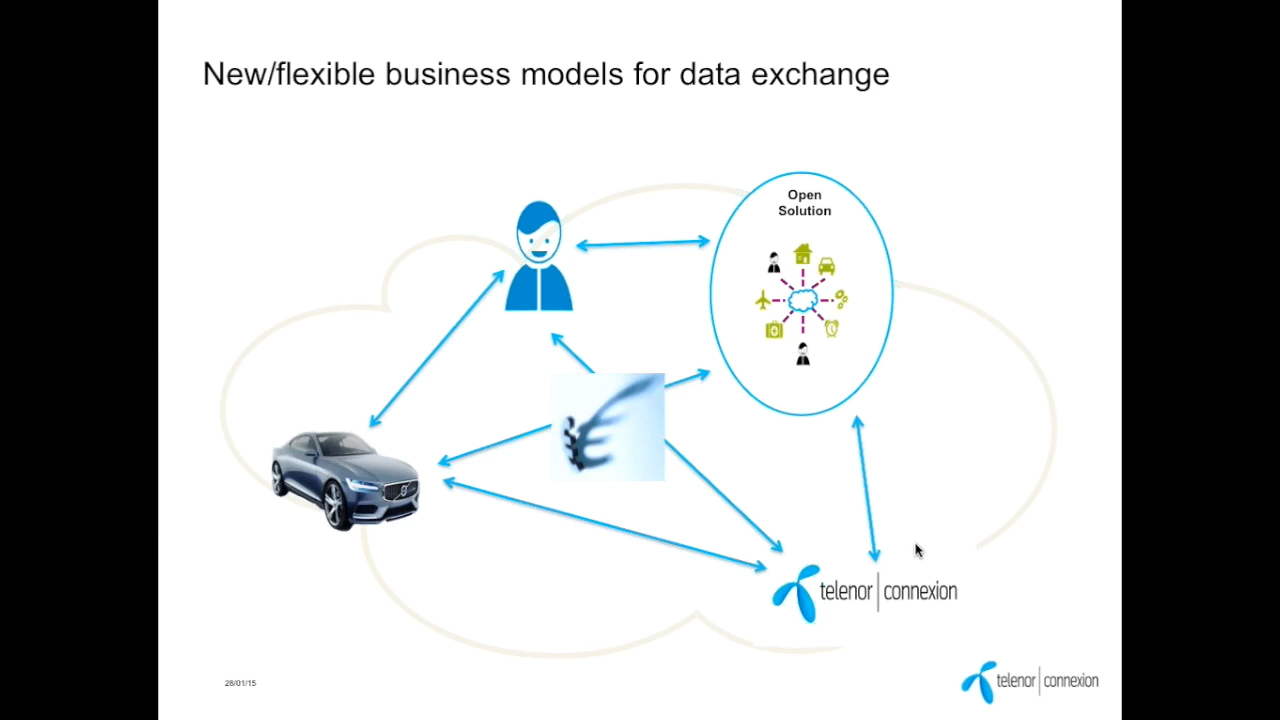 New/flexible business models for data exchange
Open
Solution
telenor | connexion
28/01/15
telenor | connexion